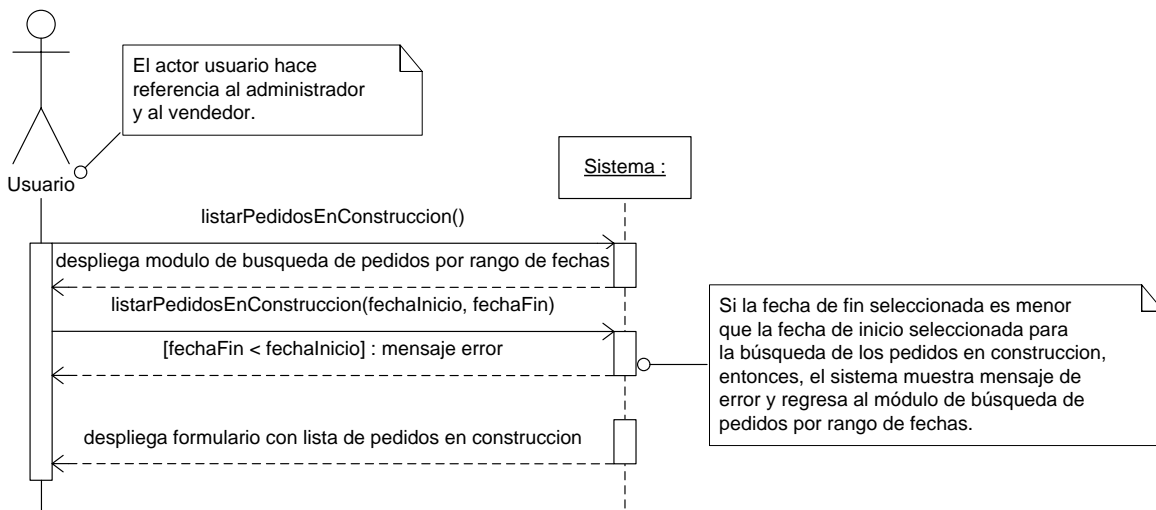 El actor usuario hace
referencia al administrador
y al vendedor.
Usuario
Sistema :
listarPedidosEnConstruccion()
despliega modulo de busqueda de pedidos por rango de fechas
listarPedidosEnConstruccion(fechaInicio, fechaFin)
[fechaFin < fechaInicio] : mensaje error
Si la fecha de fin seleccionada es menor
que la fecha de inicio seleccionada para
la búsqueda de los pedidos en construccion,
entonces, el sistema muestra mensaje de
error y regresa al módulo de búsqueda de
pedidos por rango de fechas.
despliega formulario con lista de pedidos en construccion